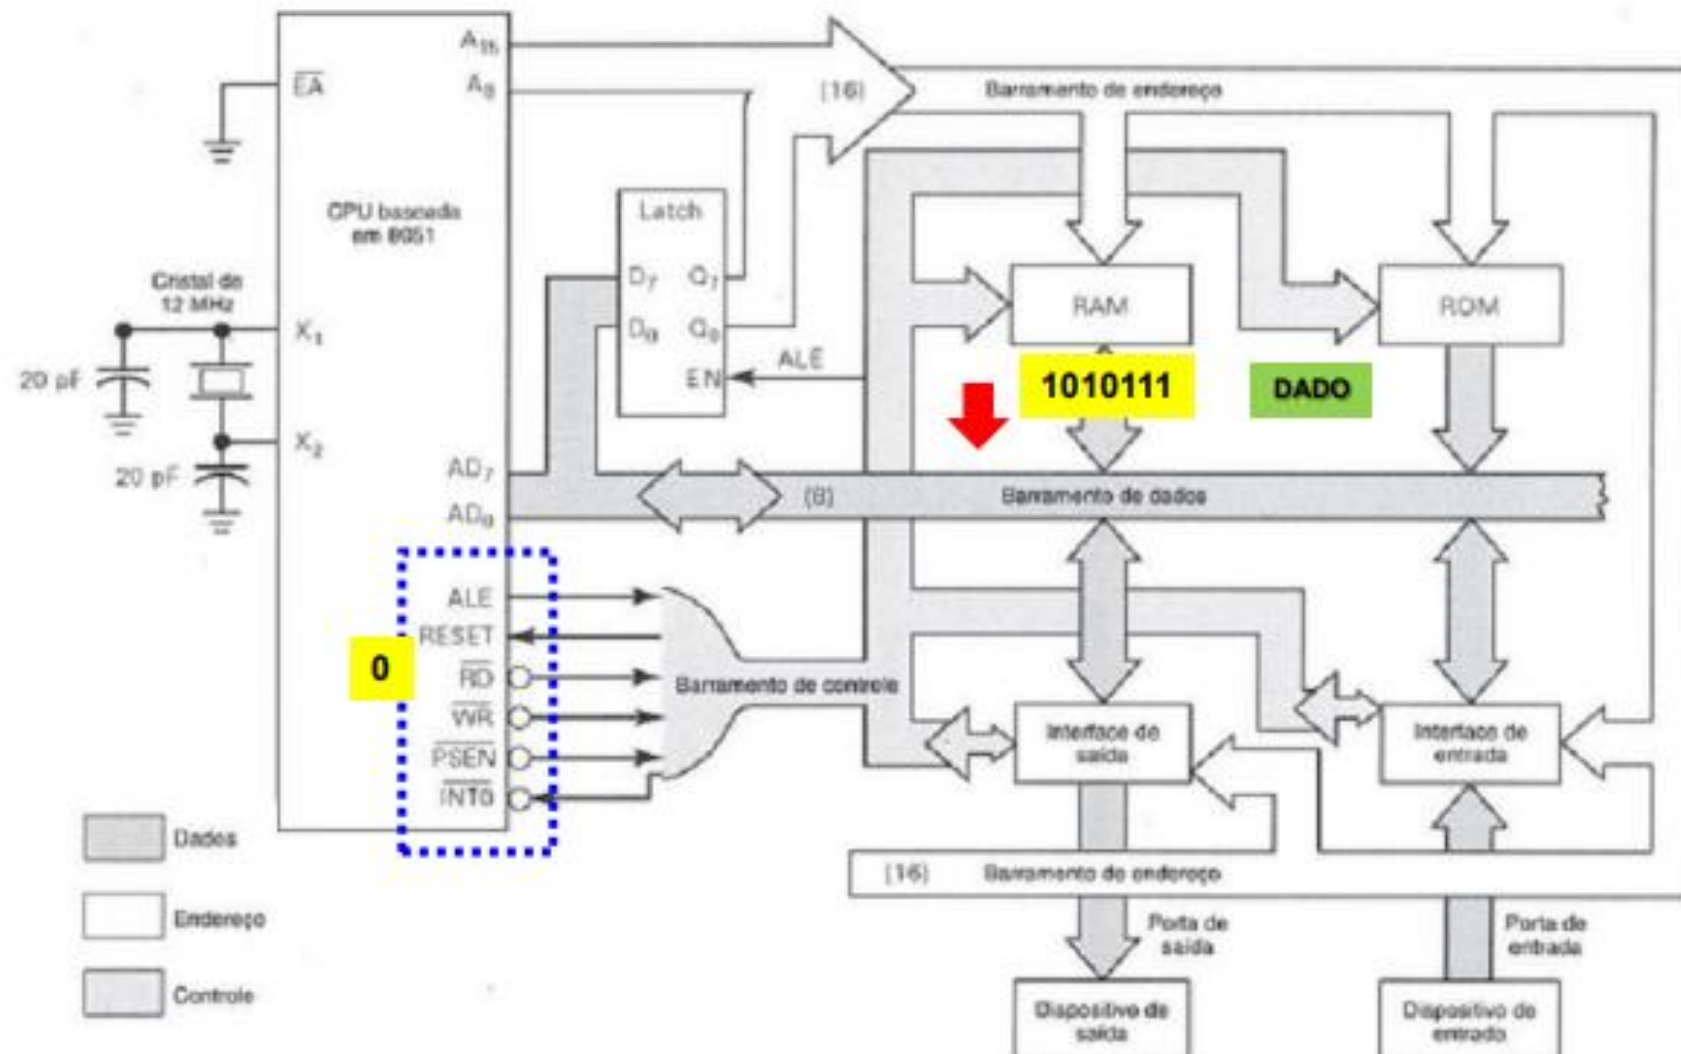 A15
EA
A8
(16)
Barramento de endereço
CPU baseada
em 8051
Latch
Cristal de
12 MHz
D7
Q7
RAM
ROM
X1
D0
Q0
ALE
20 pF
EN
1010111
DADO
X2
20 pF
AD7
(8)
Barramento de dados
AD0
ALE
RESET
0
RD
Barramento de controle
WR
Interface de
saída
Interface de
entrada
PSEN
INT0
Dados
(16)
Barramento de endereço
Endereço
Porta de
saída
Porta de
entrada
Controle
Dispositivo de
saída
Dispositivo de
entrada